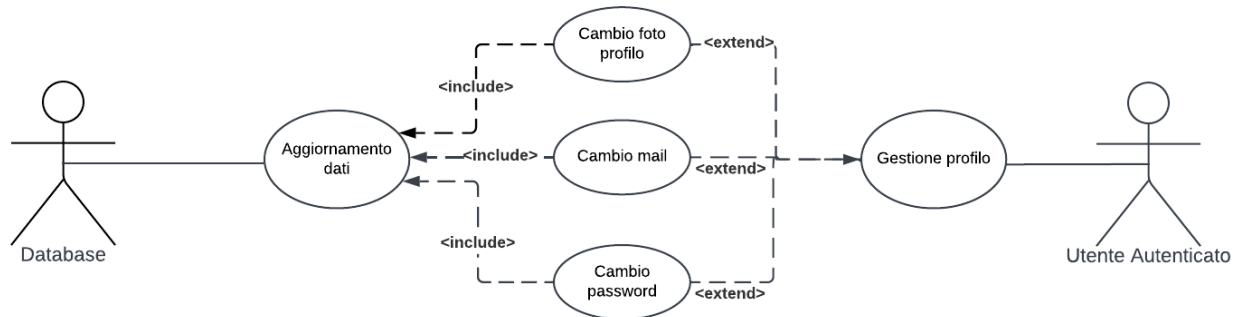 Cambio foto
profilo
<extend>
<include>
Aggiornamento
dati
<include>
Cambio mail
<extend>
Gestione profilo
<include>
Cambio
password
<extend>
Database
Utente Autenticato